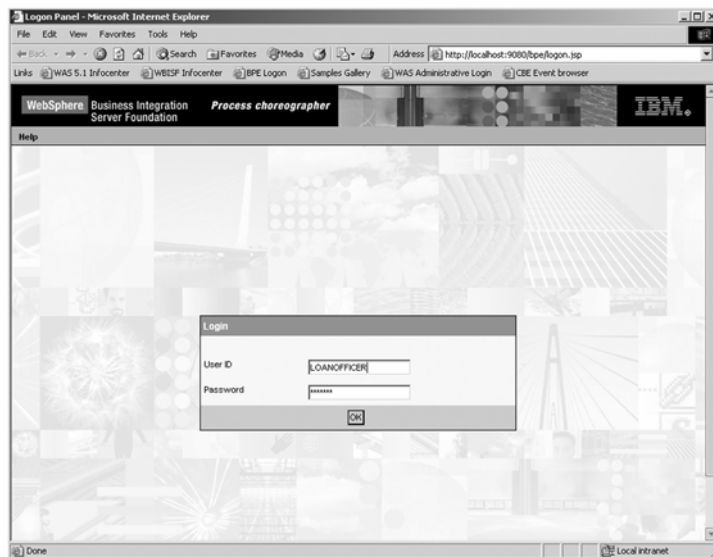 Logon Panel - Microsoft Internet Explorer
File Edit View Favorites Tools Help
Back Search Favorites Media Address http://localhost:9080/bpe/logon.jsp
Links WAS 5.1 Infocenter WBISF Infocenter BPE Logon Samples Gallery WAS Administrative Login CBE Event browser
WebSphere Business Integration Process choreographer IBM
Server Foundation
Help
Login
User ID LOANOFFICER
Password *******
OK
Done Local intranet